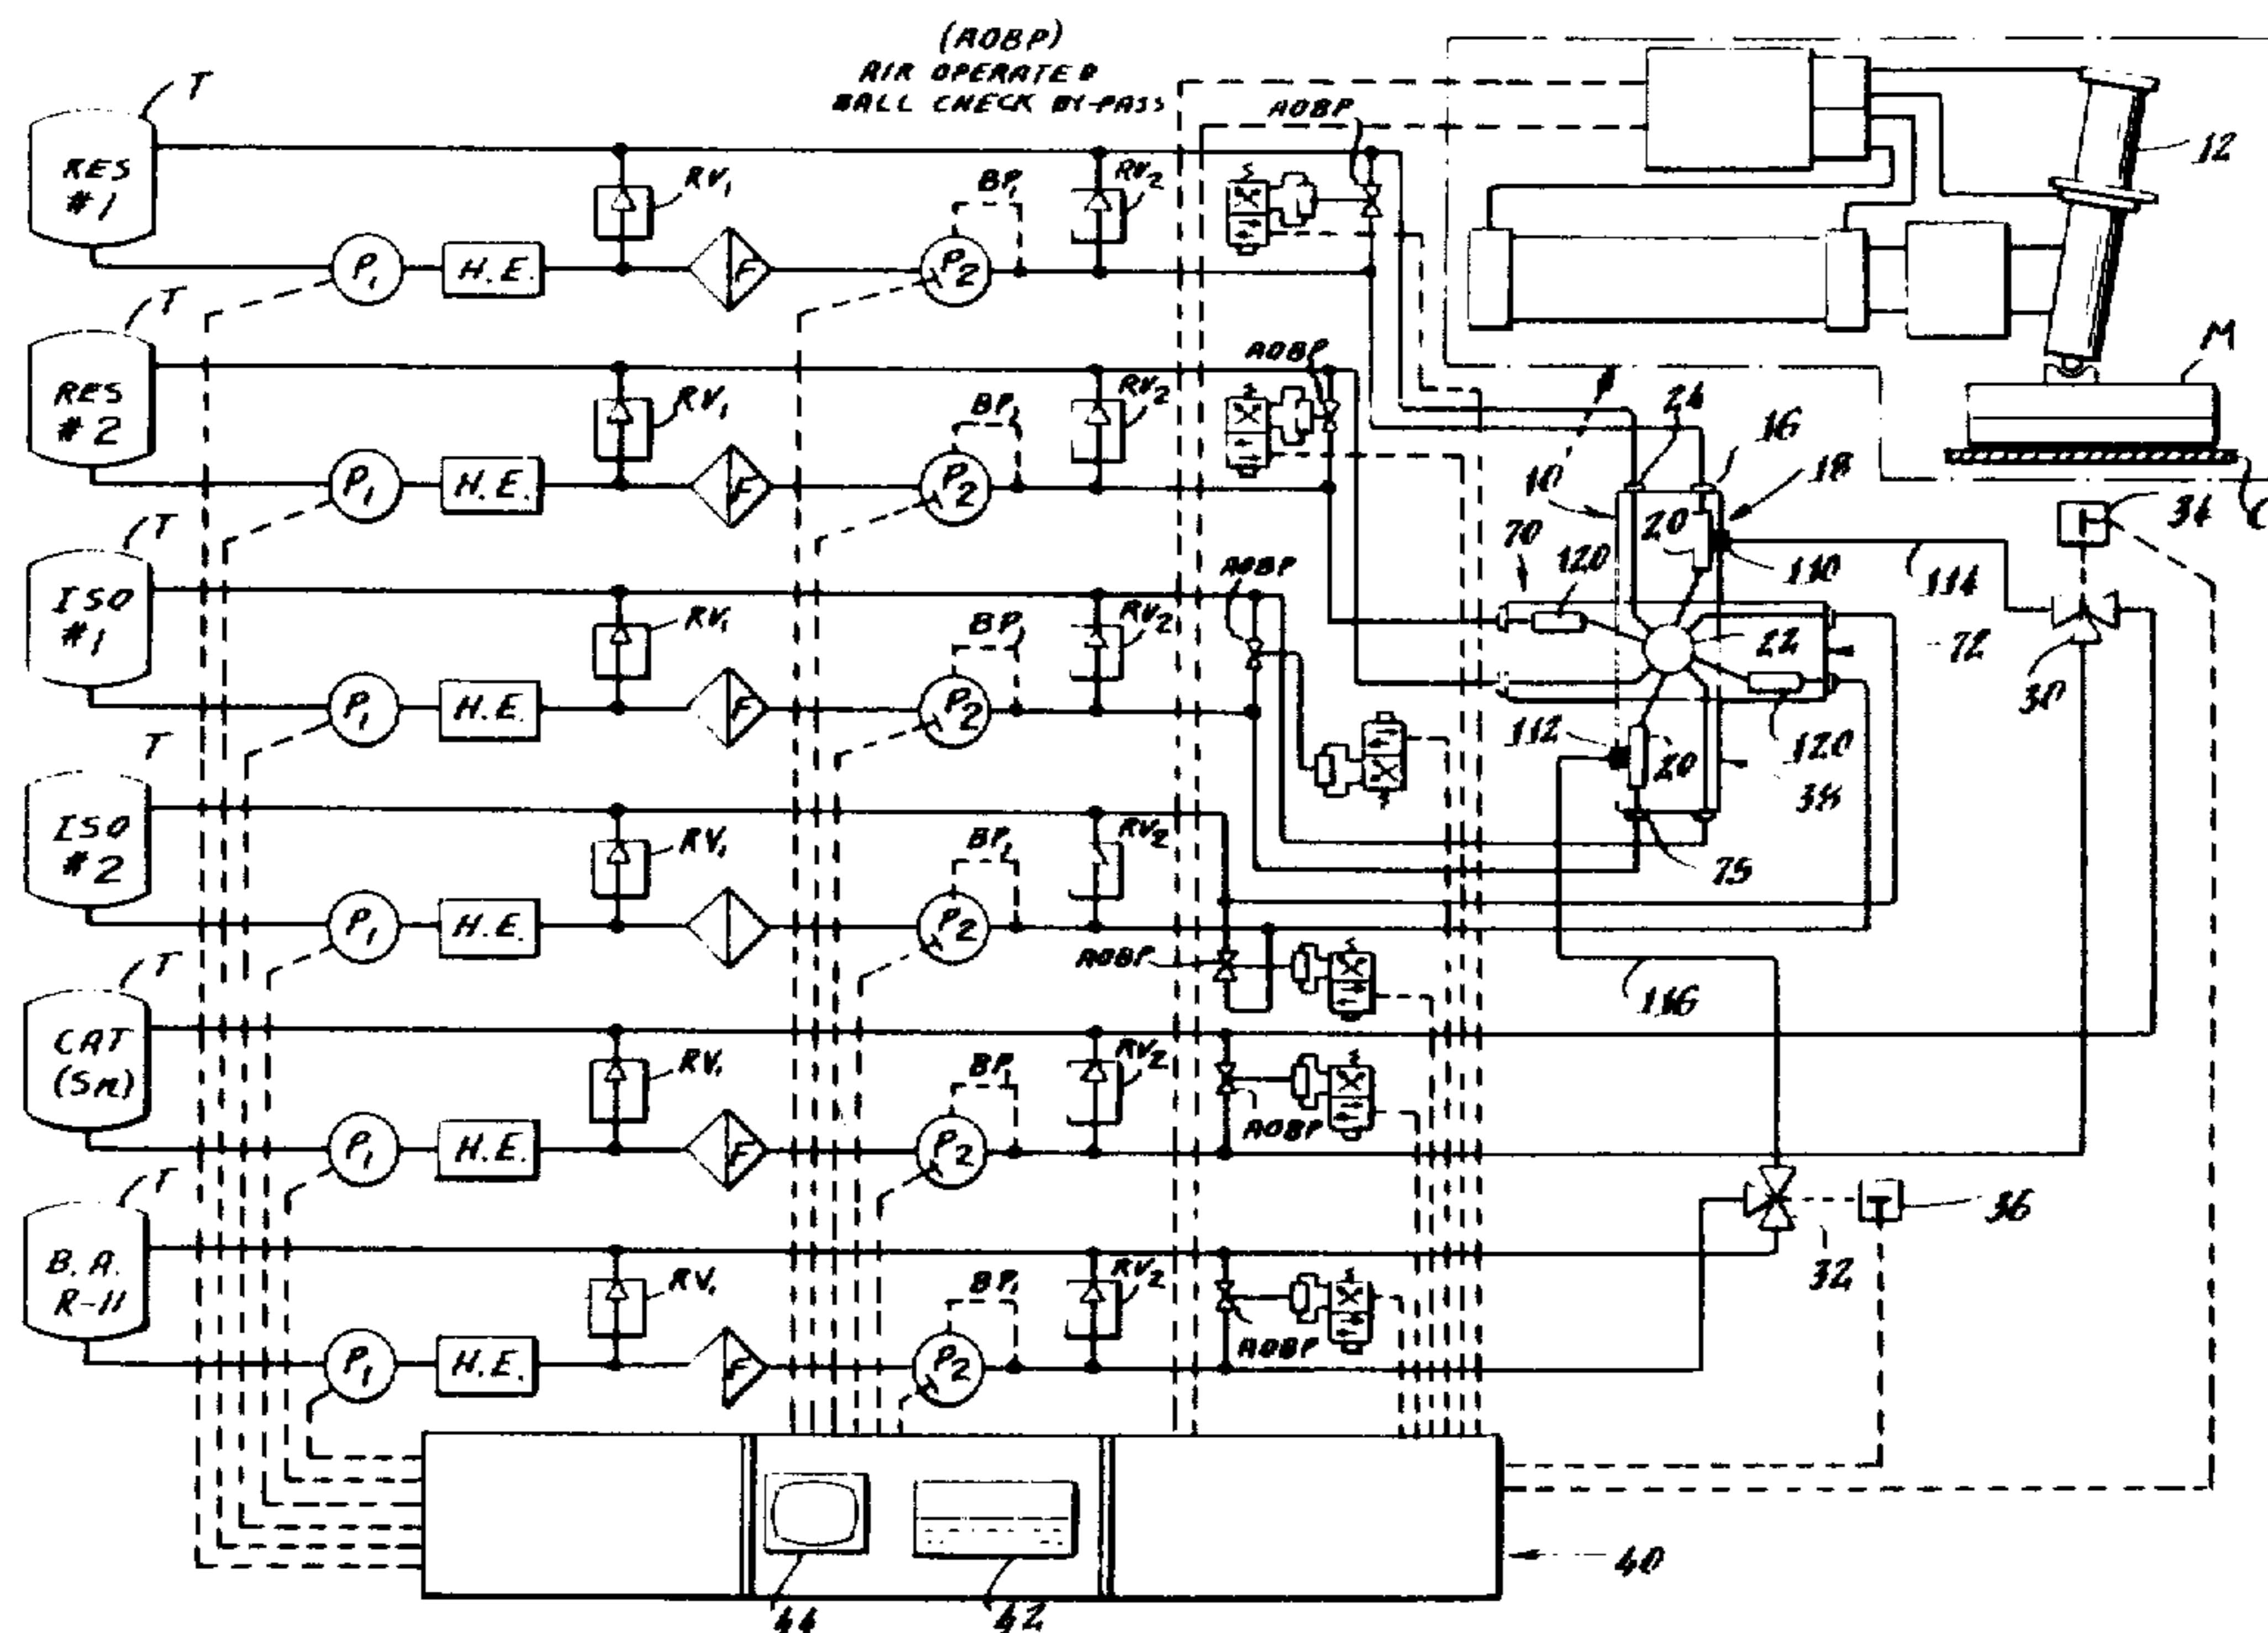 (AOBP)
AIR OPERATED
BALL CHECK BY-PASS
T
RES
#1
P1
H.E.
RV1
F
P2
BP1
RV2
AOBP
12
T
RES
#2
P1
H.E.
RV1
F
P2
BP1
RV2
AOBP
M
C
24
16
18
10
10'
20
70
120
110
114
34
T
ISO
#1
P1
H.E.
RV1
F
P2
BP1
RV2
AOBP
22
72
30
112
20
120
38
75
T
ISO
#2
P1
H.E.
RV1
P2
BP1
RV2
AOBP
116
T
CAT
(Sn)
P1
H.E.
RV1
F
P2
BP1
RV2
AOBP
36
32
T
B.A.
R-11
P1
H.E.
RV1
F
P2
BP1
RV2
AOBP
40
44
42